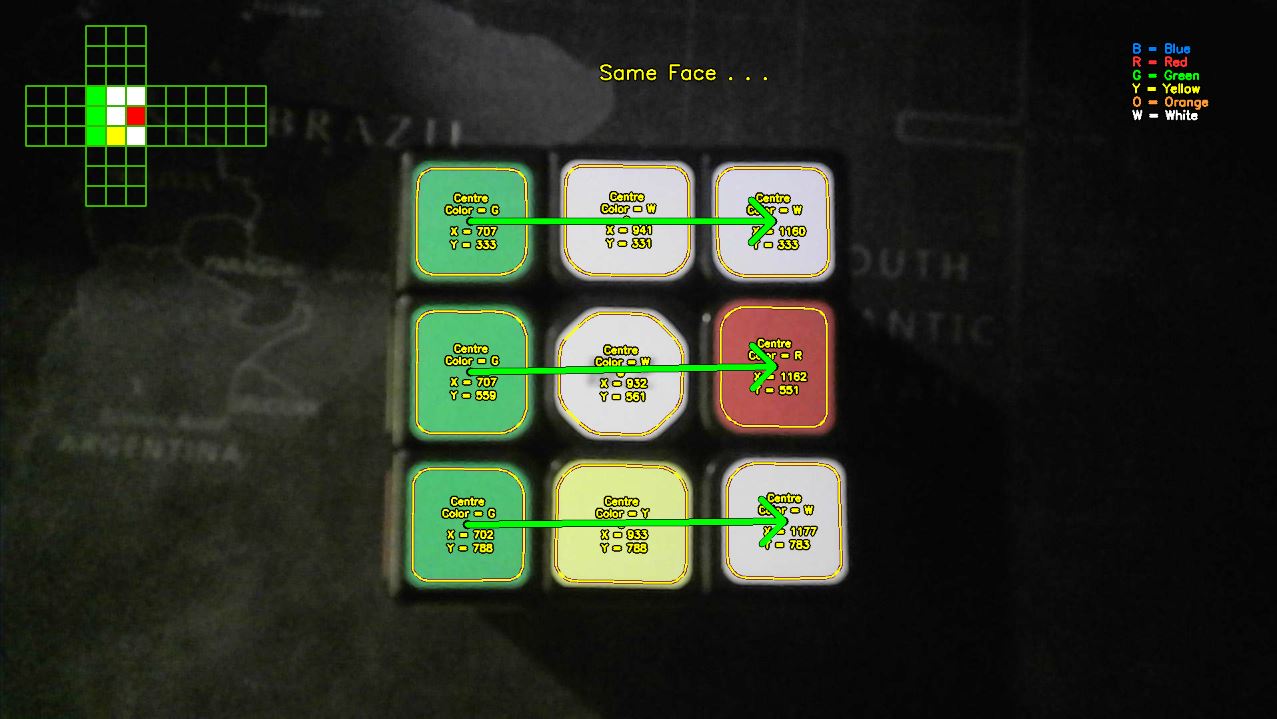 B = Blue
R = Red
G = Green
Y = Yellow
O = Orange
W = White
Same Face . . .
BRAZIL
Centre
Color = G
X = 707
Y = 333
Centre
Color = W
X = 941
Y = 331
Centre
Color = W
X = 1160
Y = 333
OUTH
ANTIC
Centre
Color = G
X = 707
Y = 559
Centre
Color = W
X = 932
Y = 561
Centre
Color = R
X = 1162
Y = 551
ARGENTINA
Centre
Color = G
X = 702
Y = 788
Centre
Color = Y
X = 933
Y = 788
Centre
Color = W
X = 1177
Y = 783